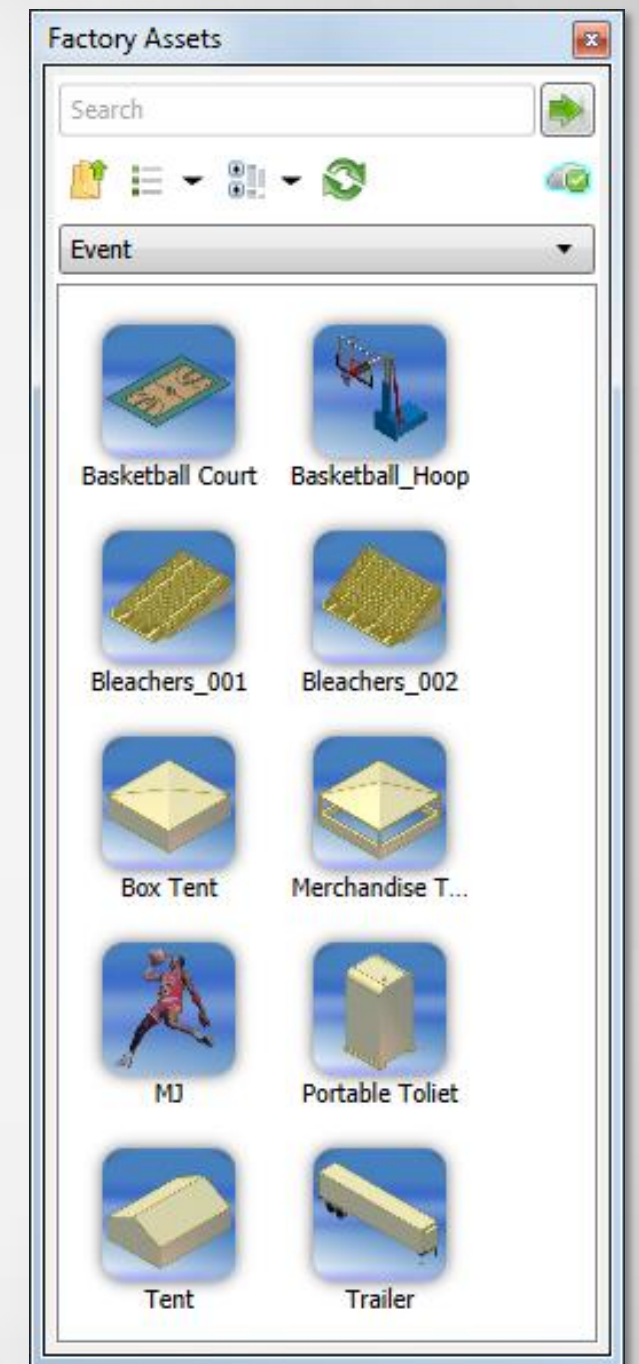 Factory Assets
Search
Event
Basketball Court Basketball_Hoop
Bleachers_001 Bleachers_002
Box Tent Merchandise T...
MJ Portable Toliet
Tent Trailer